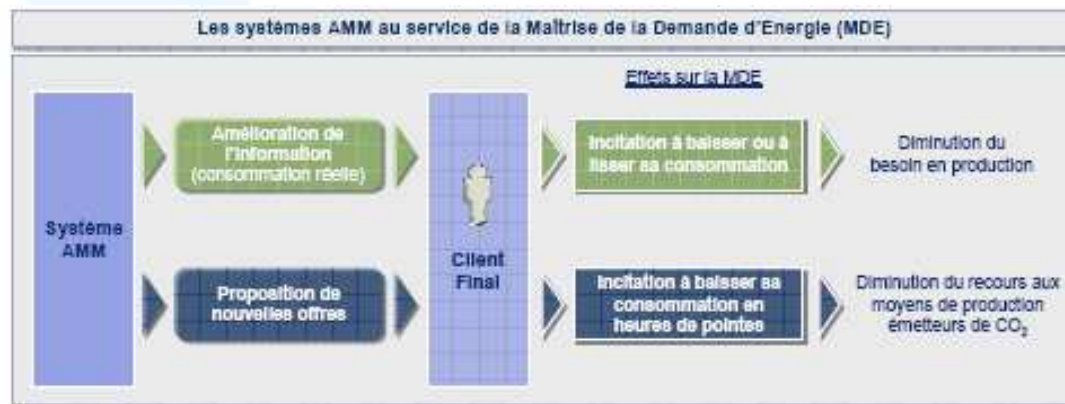 Les systèmes AMM au service de la Maîtrise de la Demande d'Energie (MDE)
Effets sur la MDE
Système
AMM
Amélioration de
l'information
(consommation réelle)
Proposition de
nouvelles offres
Client
Final
Incitation à baisser ou à
lisser sa consommation
Incitation à baisser sa
consommation en
heures de pointes
Diminution du
besoin en production
Diminution du recours aux
moyens de production
émetteurs de CO₂